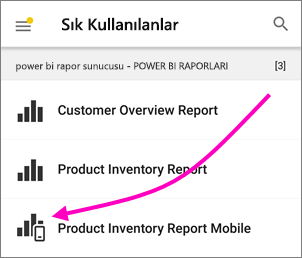 Sık Kullanılanlar
power bi rapor sunucusu - POWER BI RAPORLARI [3]
Customer Overview Report
Product Inventory Report
Product Inventory Report Mobile